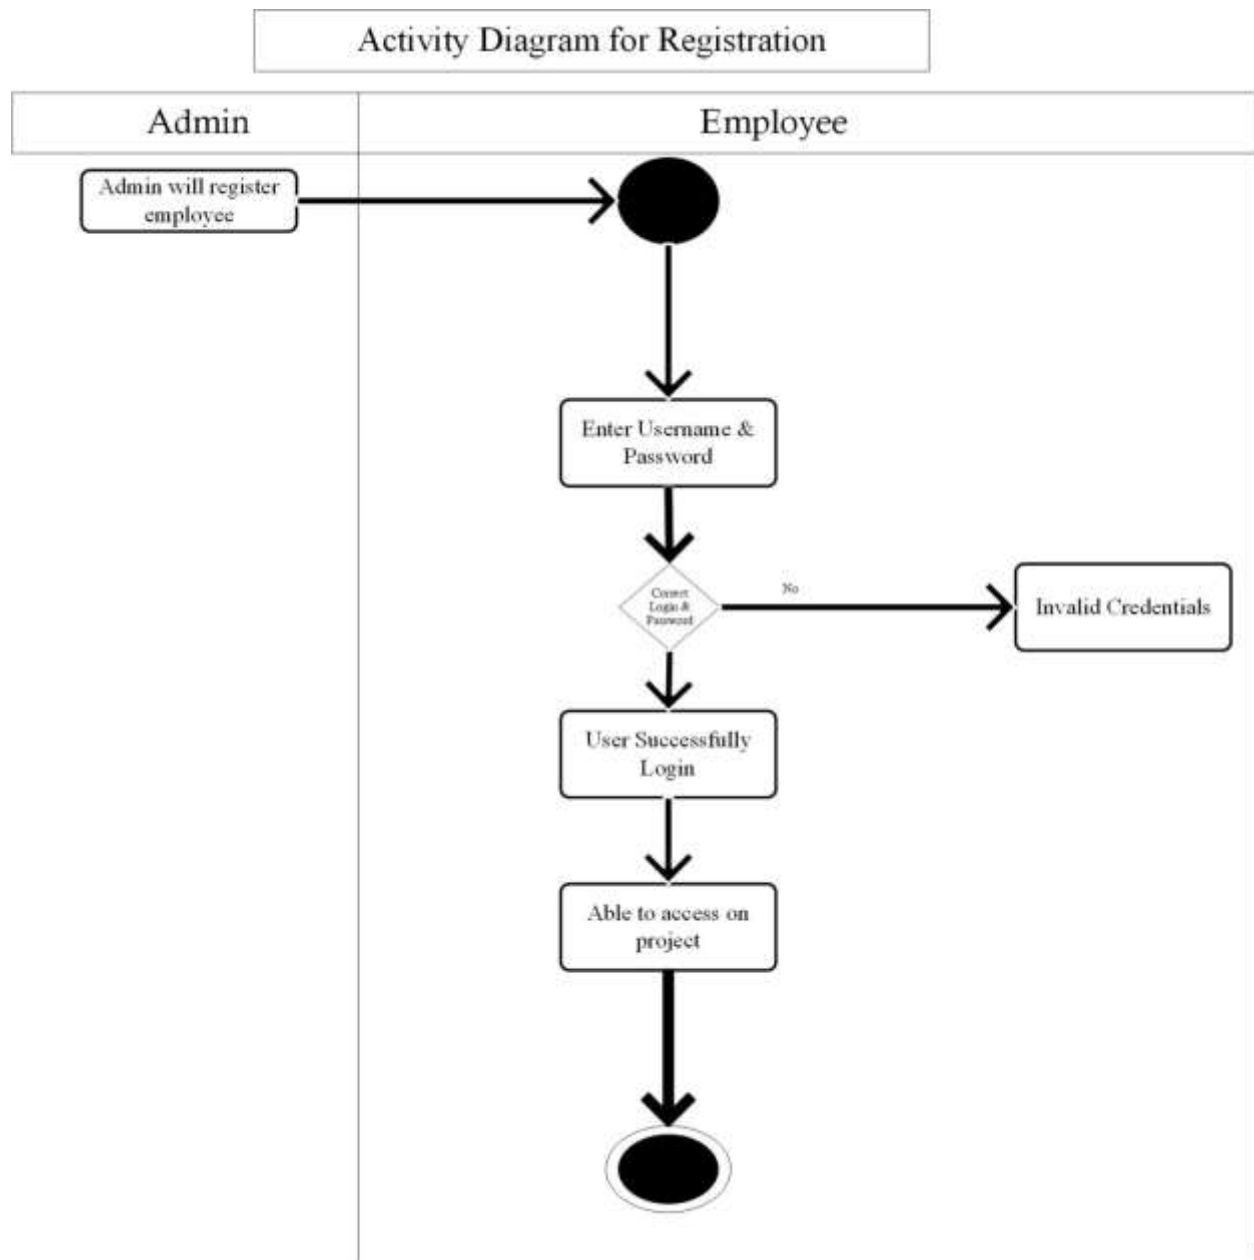 Activity Diagram for Registration
Admin
Employee
Admin will register
employee
Enter Username &
Password
Correct
Login &
Password
No
Invalid Credentials
User Successfully
Login
Able to access on
project